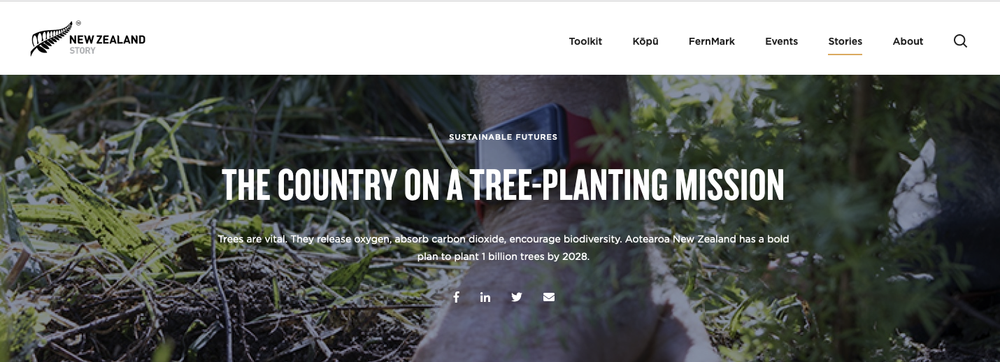 NEW ZEALAND
STORY
Toolkit Kōpū FernMark Events Stories About
SUSTAINABLE FUTURES
THE COUNTRY ON A TREE-PLANTING MISSION
Trees are vital. They release oxygen, absorb carbon dioxide, encourage biodiversity. Aotearoa New Zealand has a bold
plan to plant 1 billion trees by 2028.